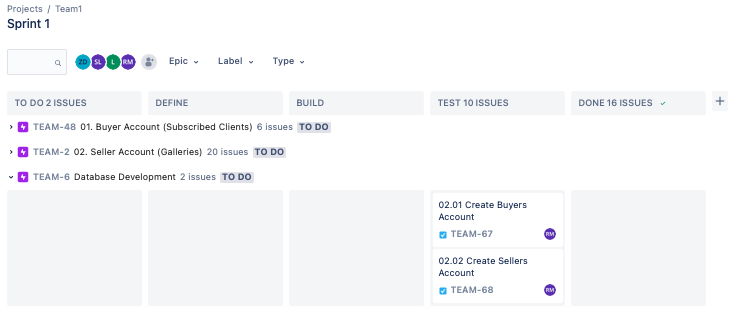 Projects / Team1
Sprint 1
ZO SL L RM Epic Label Type
TO DO 2 ISSUES DEFINE BUILD TEST 10 ISSUES DONE 16 ISSUES
TEAM-48 01. Buyer Account (Subscribed Clients) 6 issues TO DO
TEAM-2 02. Seller Account (Galleries) 20 issues TO DO
TEAM-6 Database Development 2 issues TO DO
02.01 Create Buyers
Account
TEAM-67 RM
02.02 Create Sellers
Account
TEAM-68 RM